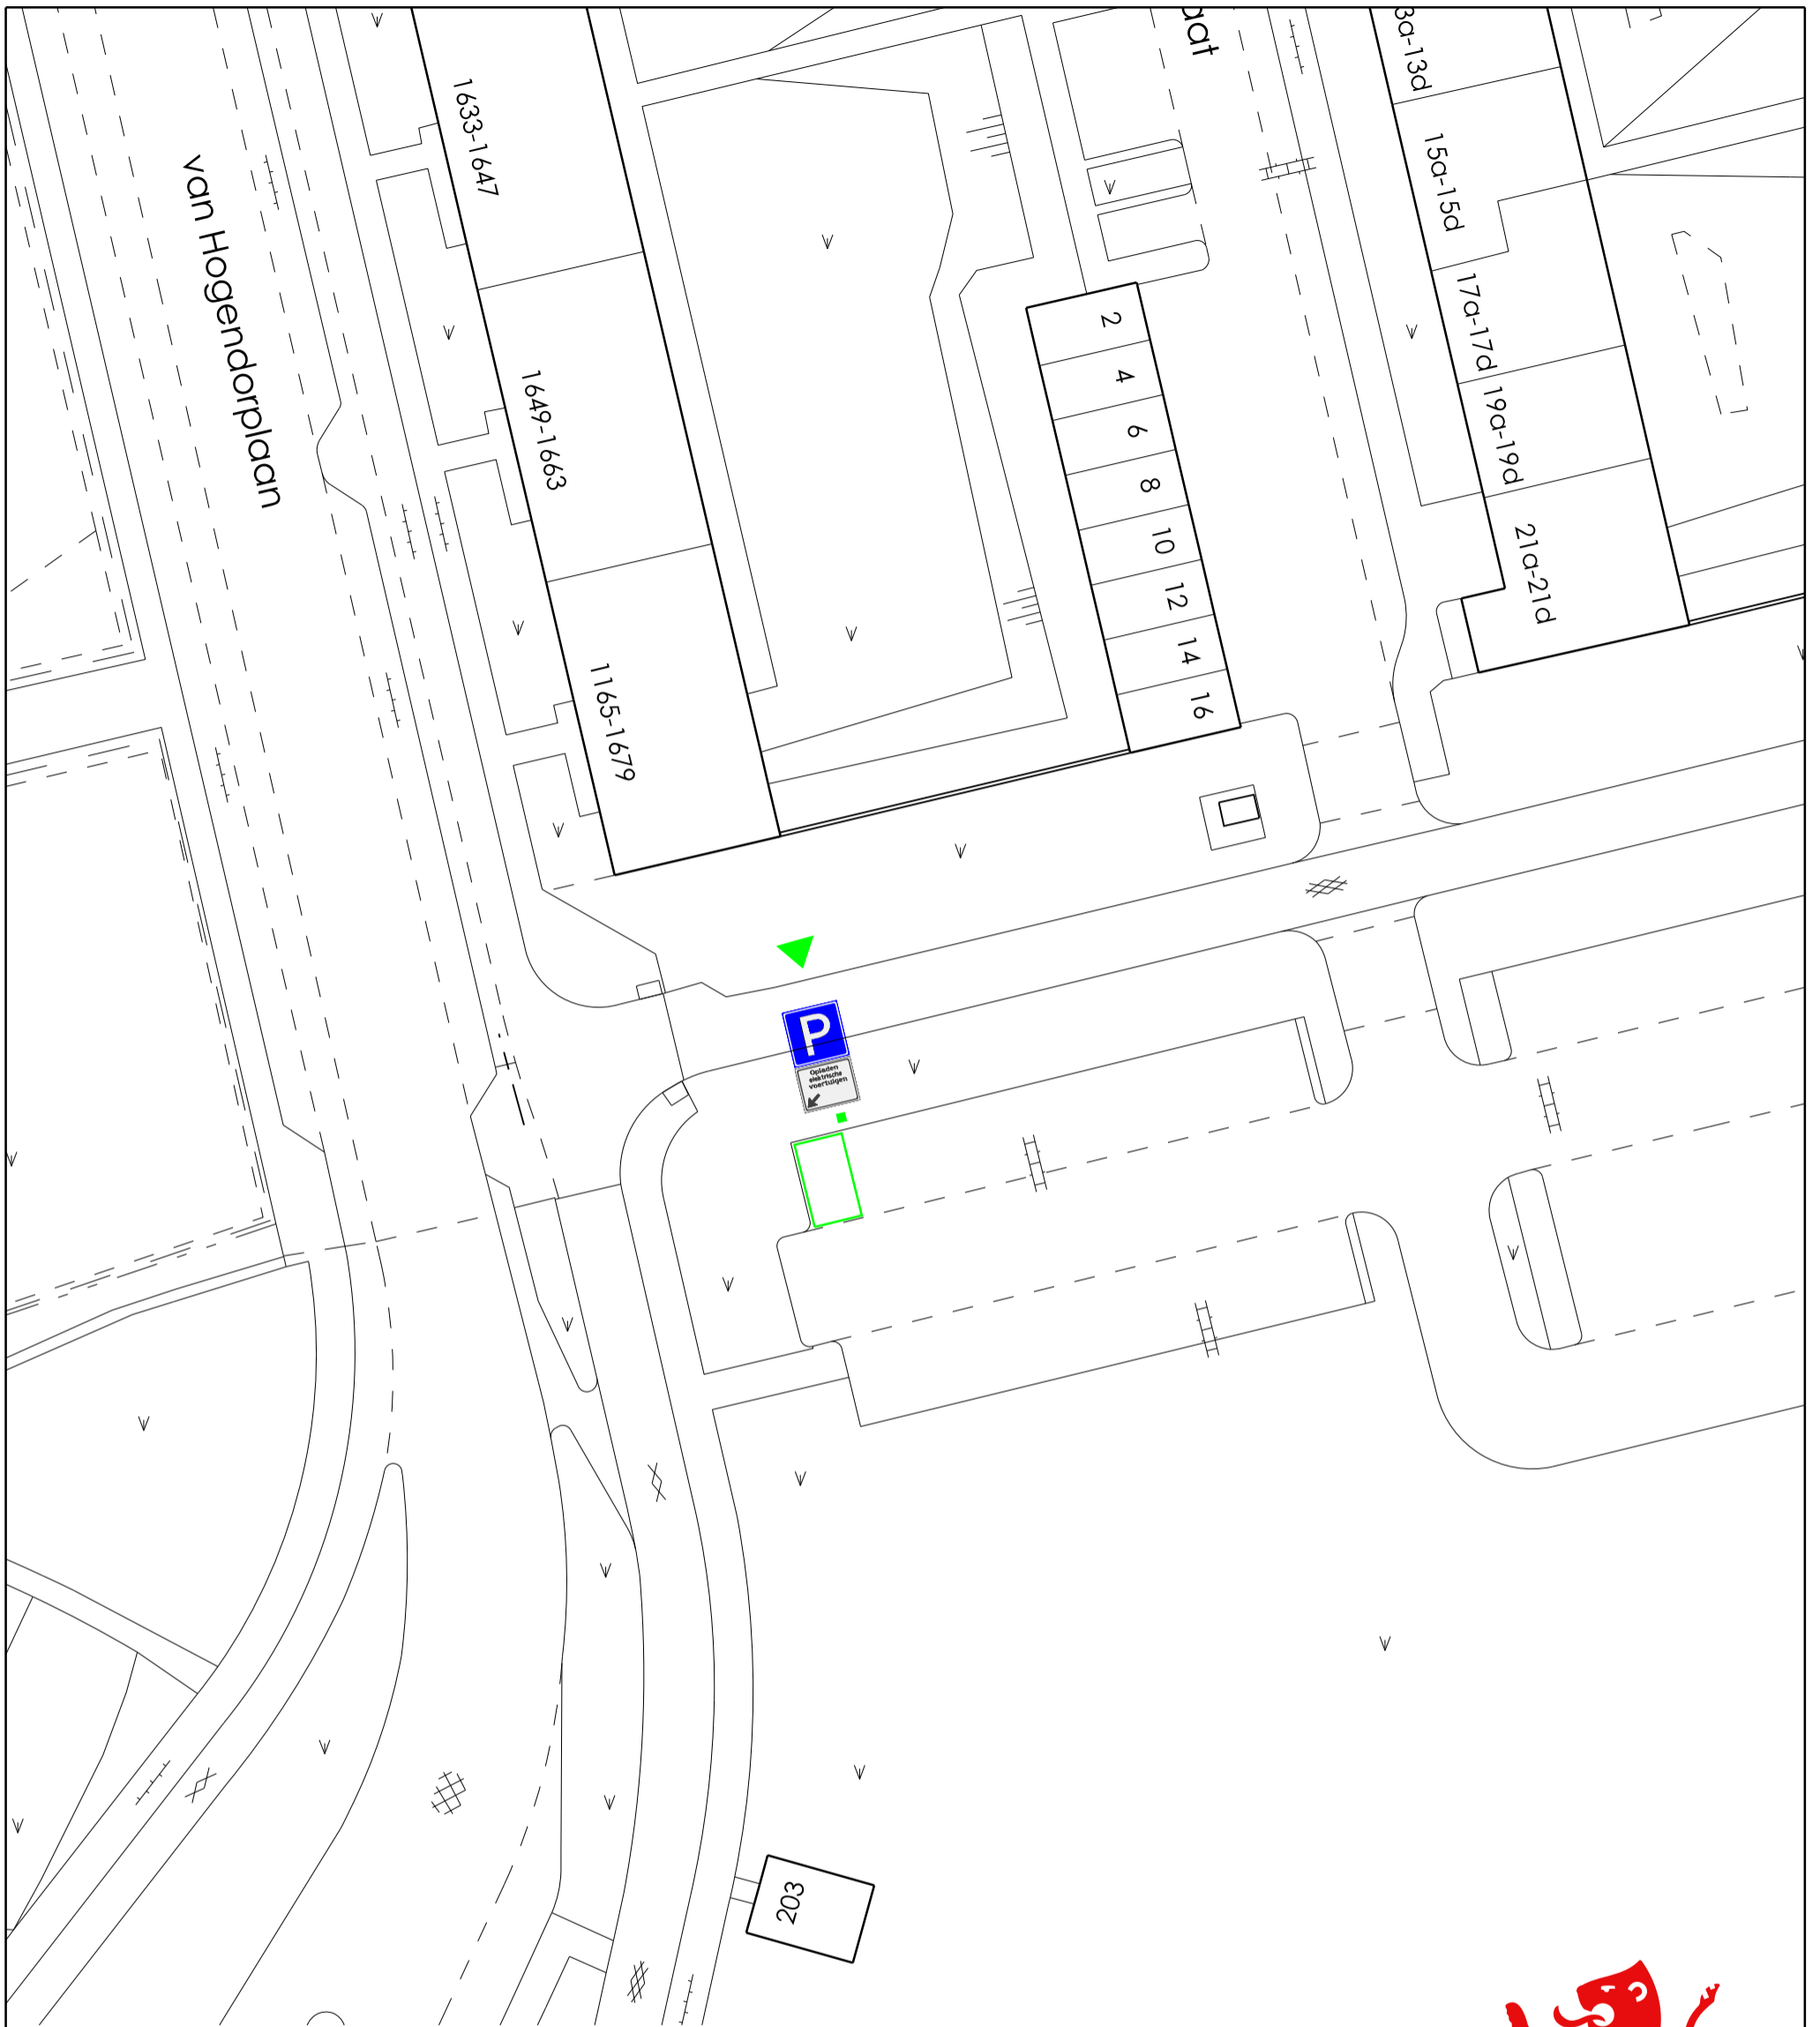 aat
3a-13d
1633-1647
15a-15d
van Hogendorplaan
17a-17d
2
4
1649-1663
19a-19d
6
8
10
21a-21d
12
14
1165-1679
16
P
Opladen
elektrische
voertuigen
203